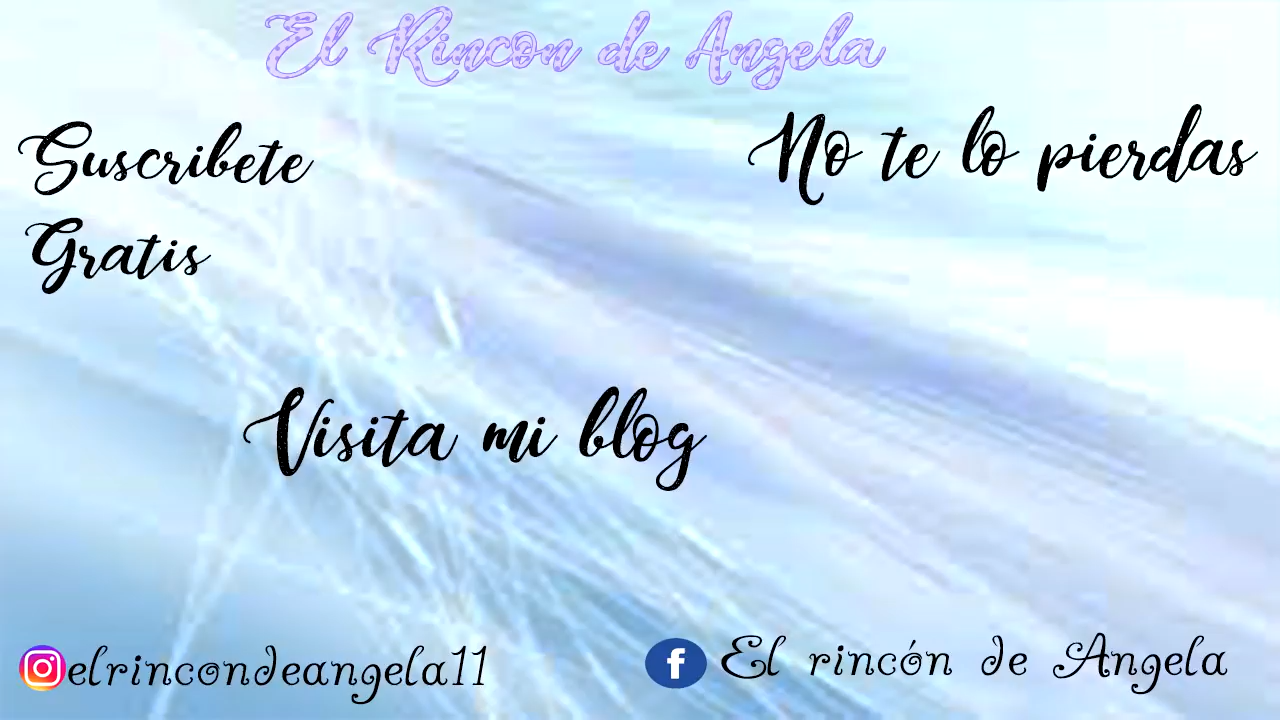 El Rincon de Angela
Suscribete
Gratis
No te lo pierdas
Visita mi blog
elrincondeangela11
El rincón de Angela